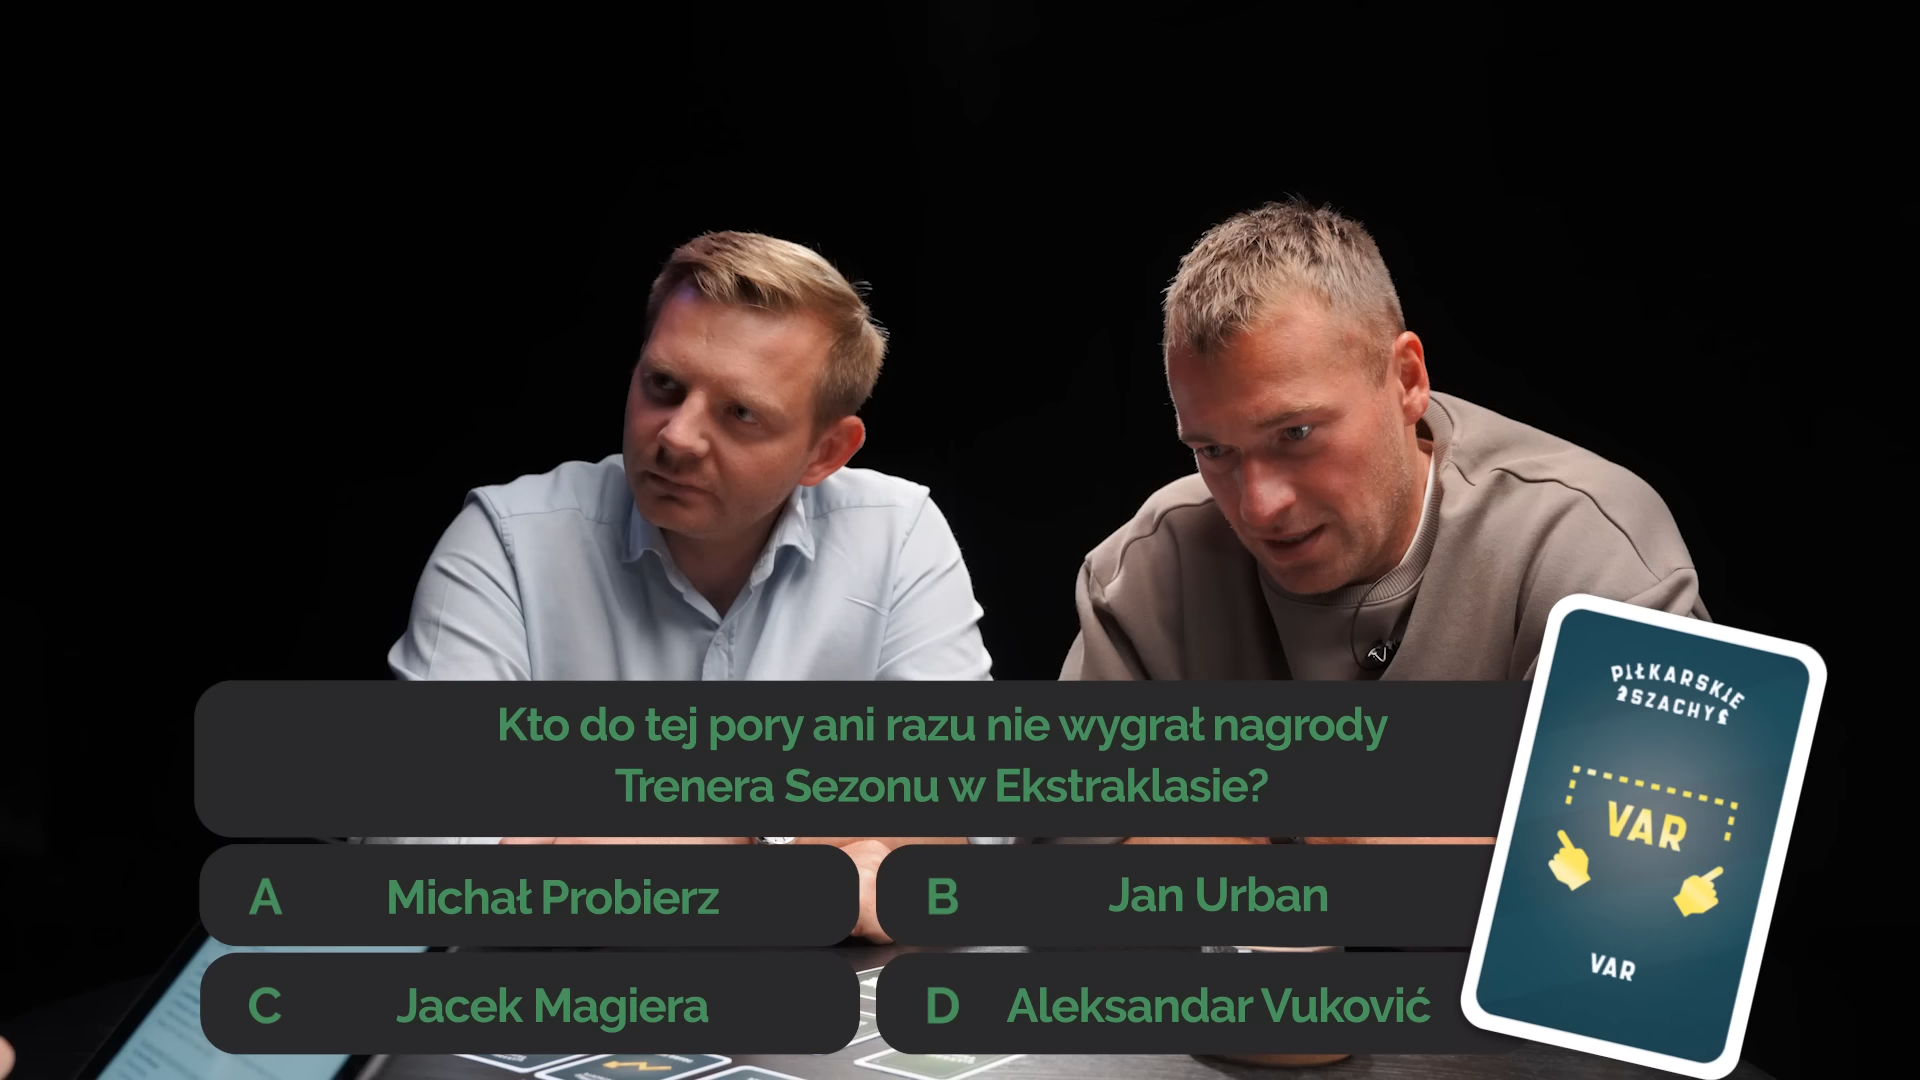 Kto do tej pory ani razu nie wygrał nagrody
Trenera Sezonu w Ekstraklasie?
A Michał Probierz
B Jan Urban
C Jacek Magiera
D Aleksandar Vuković
PIŁKARSKIE
SZACHY
VAR
VAR